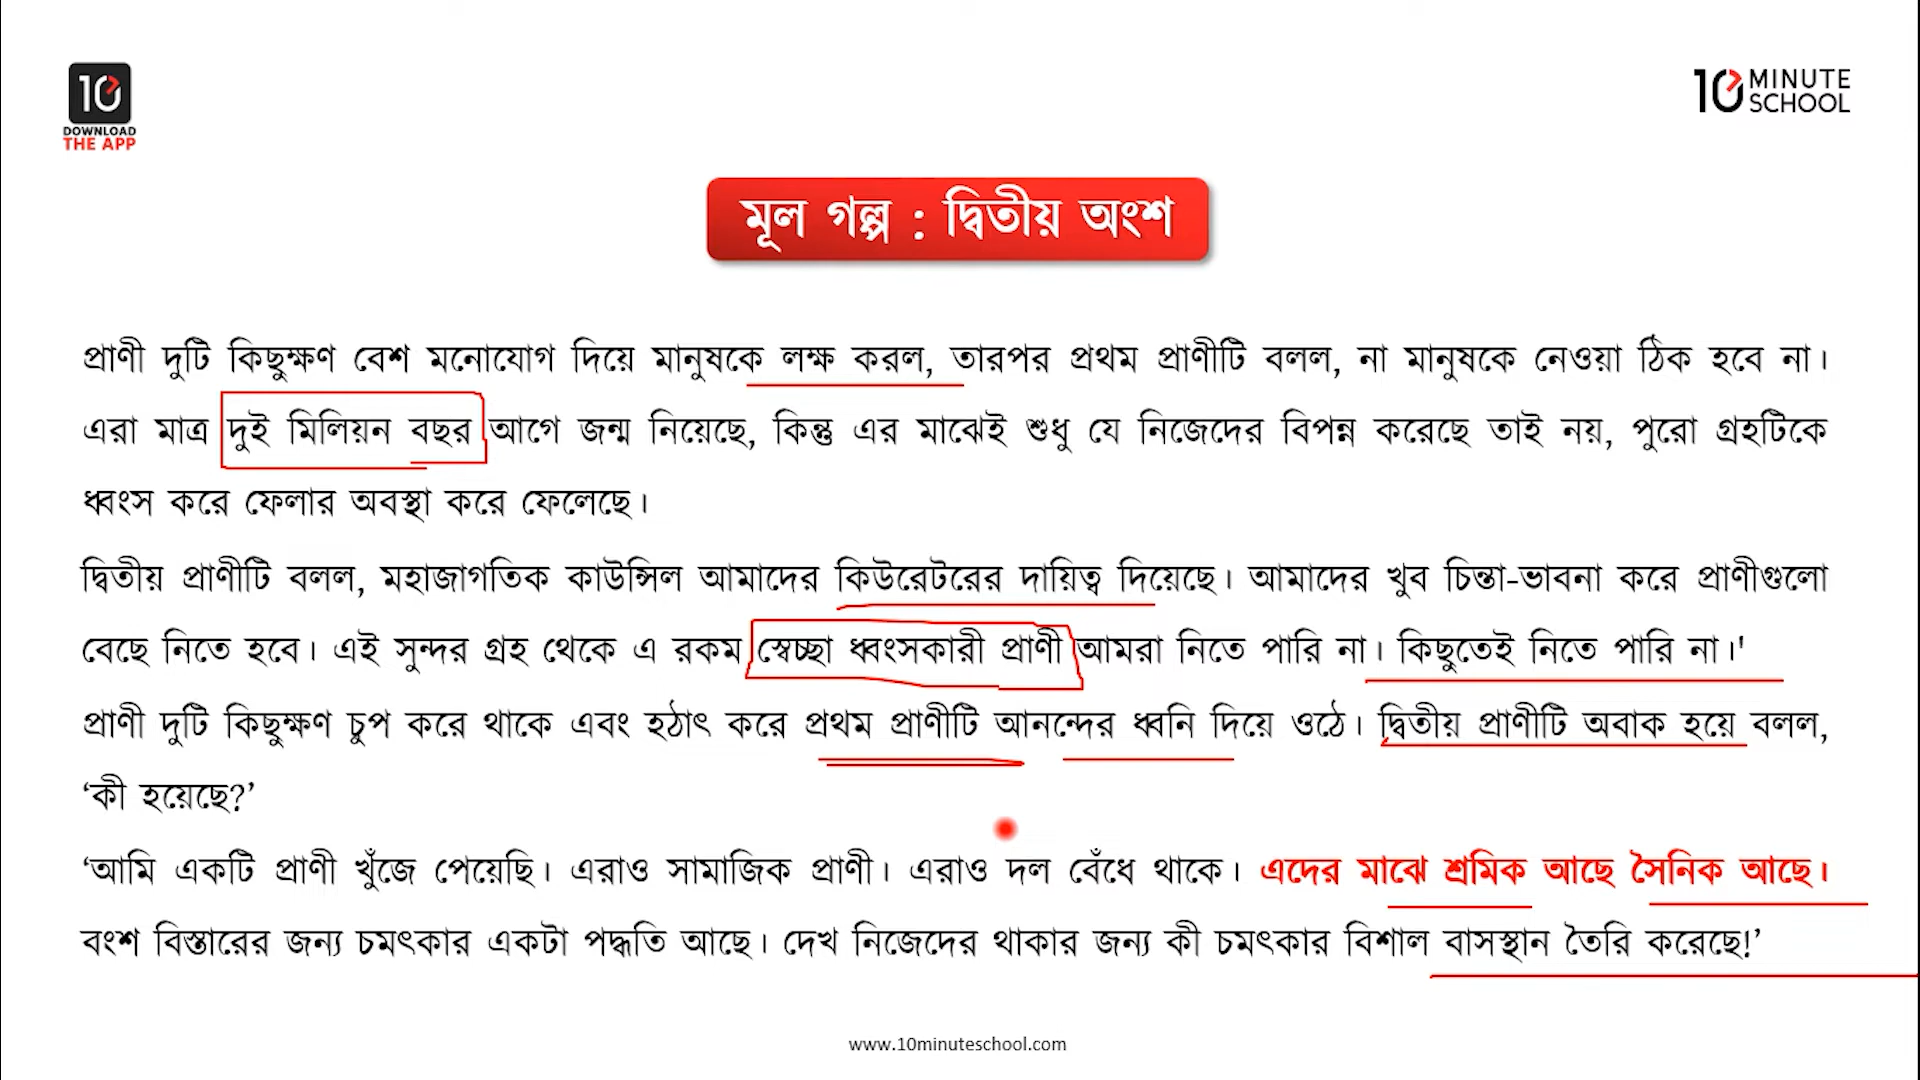 10
DOWNLOAD
THE APP
10 MINUTE
SCHOOL
মূল গল্প : দ্বিতীয় অংশ
প্রাণী দুটি কিছুক্ষণ বেশ মনোযোগ দিয়ে মানুষকে লক্ষ করল, তারপর প্রথম প্রাণীটি বলল, না মানুষকে নেওয়া ঠিক হবে না।
এরা মাত্র দুই মিলিয়ন বছর আগে জন্ম নিয়েছে, কিন্তু এর মাঝেই শুধু যে নিজেদের বিপন্ন করেছে তাই নয়, পুরো গ্রহটিকে
ধ্বংস করে ফেলার অবস্থা করে ফেলেছে।
দ্বিতীয় প্রাণীটি বলল, মহাজাগতিক কাউন্সিল আমাদের কিউরেটরের দায়িত্ব দিয়েছে। আমাদের খুব চিন্তা-ভাবনা করে প্রাণীগুলো
বেছে নিতে হবে। এই সুন্দর গ্রহ থেকে এ রকম স্বেচ্ছা ধ্বংসকারী প্রাণী আমরা নিতে পারি না। কিছুতেই নিতে পারি না।'
প্রাণী দুটি কিছুক্ষণ চুপ করে থাকে এবং হঠাৎ করে প্রথম প্রাণীটি আনন্দের ধ্বনি দিয়ে ওঠে। দ্বিতীয় প্রাণীটি অবাক হয়ে বলল,
‘কী হয়েছে?’
‘আমি একটি প্রাণী খুঁজে পেয়েছি। এরাও সামাজিক প্রাণী। এরাও দল বেঁধে থাকে। এদের মাঝে শ্রমিক আছে সৈনিক আছে।
বংশ বিস্তারের জন্য চমৎকার একটা পদ্ধতি আছে। দেখ নিজেদের থাকার জন্য কী চমৎকার বিশাল বাসস্থান তৈরি করেছে!’
www.10minuteschool.com